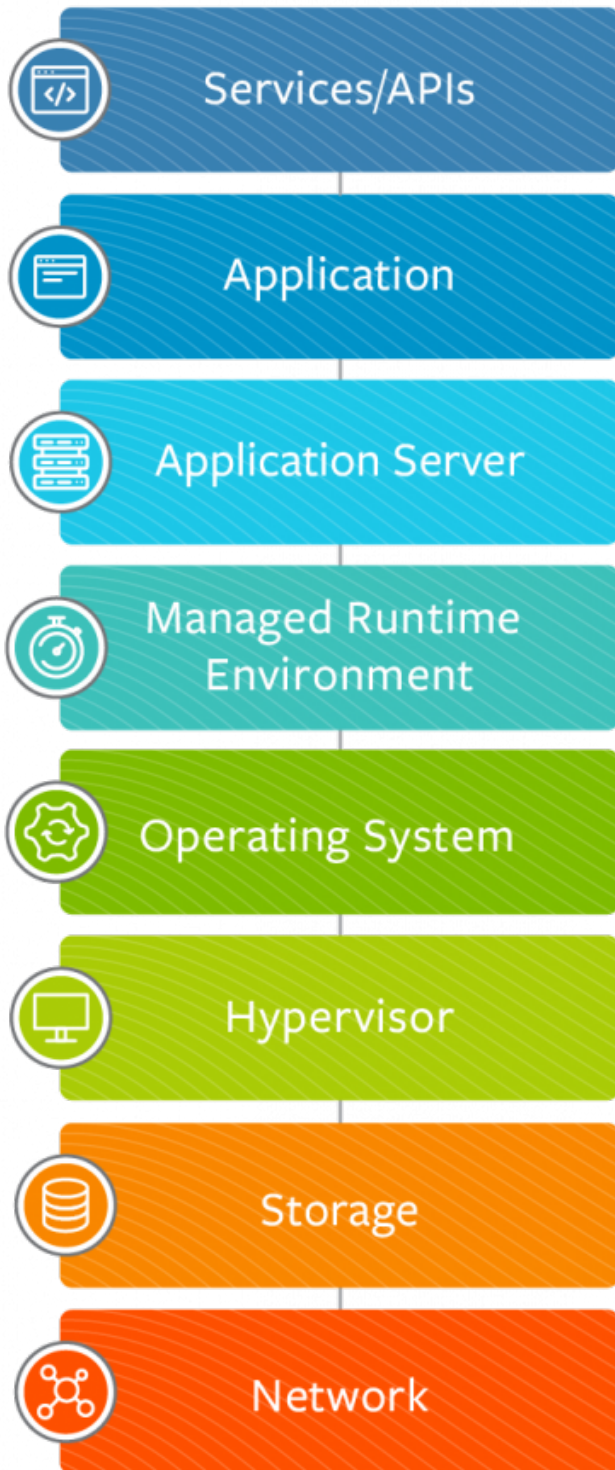 Services/APIs
Application
Application Server
Managed Runtime
Environment
Operating System
Hypervisor
Storage
Network